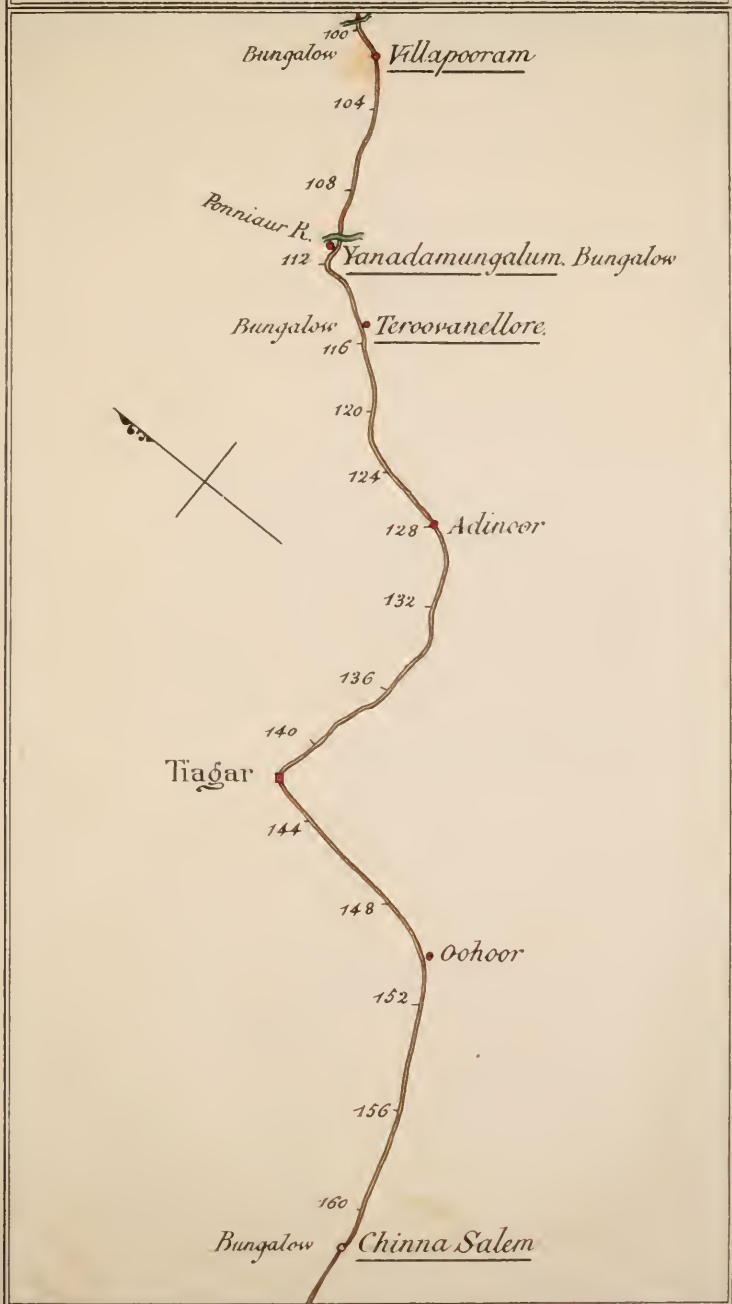 100
Bungalow Villapooram
104
108
Ponniaur R.
112 Yanadamungalum. Bungalow
Bungalow Teroovanellore.
116
120
124
128 Adincor
132
136
140
Tiagar
144
148
Oohoor
152
156
160
Bungalow Chinna Salem